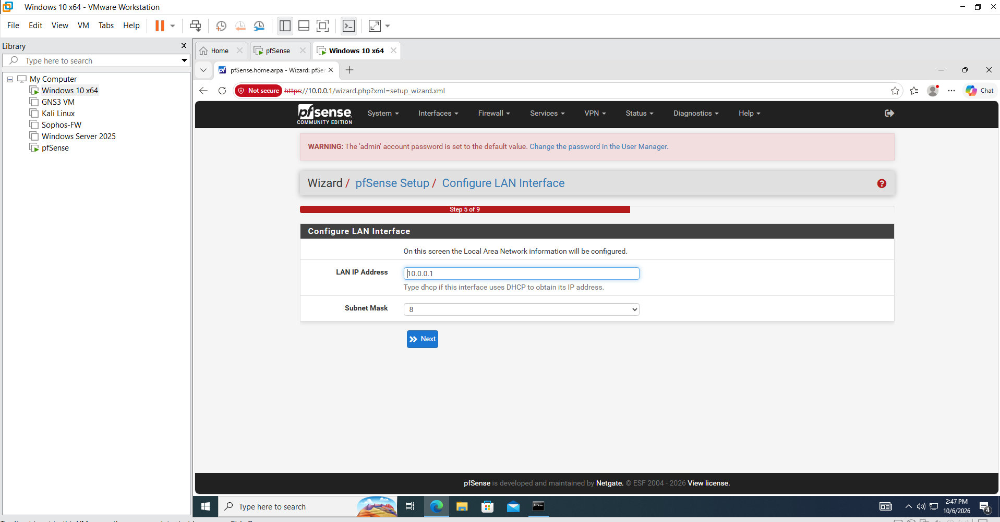 Windows 10 x64 - VMware Workstation
File Edit View VM Tabs Help
Library
Type here to search
My Computer
Windows 10 x64
GNS3 VM
Kali Linux
Sophos-FW
Windows Server 2025
pfSense
Home pfSense Windows 10 x64
pfSense.home.arpa - Wizard: pfSen
Not secure https://10.0.0.1/wizard.php?xml=setup_wizard.xml Chat
pfsense System Interfaces Firewall Services VPN Status Diagnostics Help
COMMUNITY EDITION
WARNING: The 'admin' account password is set to the default value. Change the password in the User Manager.
Wizard / pfSense Setup / Configure LAN Interface
Step 5 of 9
Configure LAN Interface
On this screen the Local Area Network information will be configured.
LAN IP Address 10.0.0.1
Type dhcp if this interface uses DHCP to obtain its IP address.
Subnet Mask 8
Next
pfSense is developed and maintained by Netgate. © ESF 2004 - 2026 View license.
Type here to search
2:47 PM
10/6/2026
4